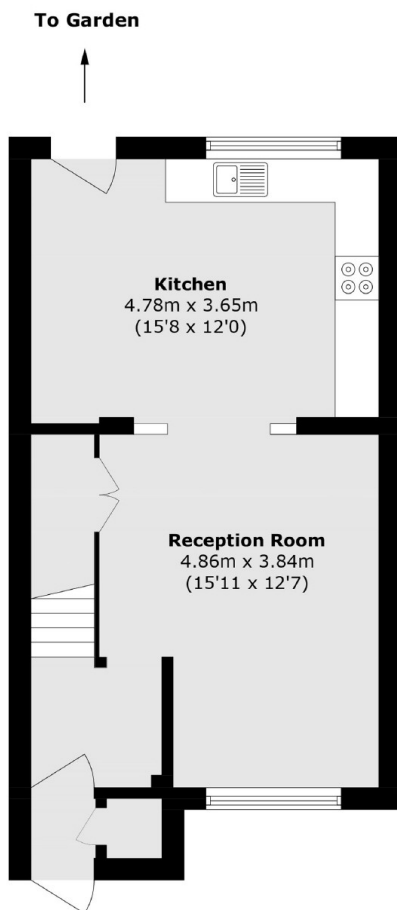 To Garden
Kitchen
4.78m x 3.65m
(15'8 x 12'0)
Reception Room
4.86m x 3.84m
(15'11 x 12'7)